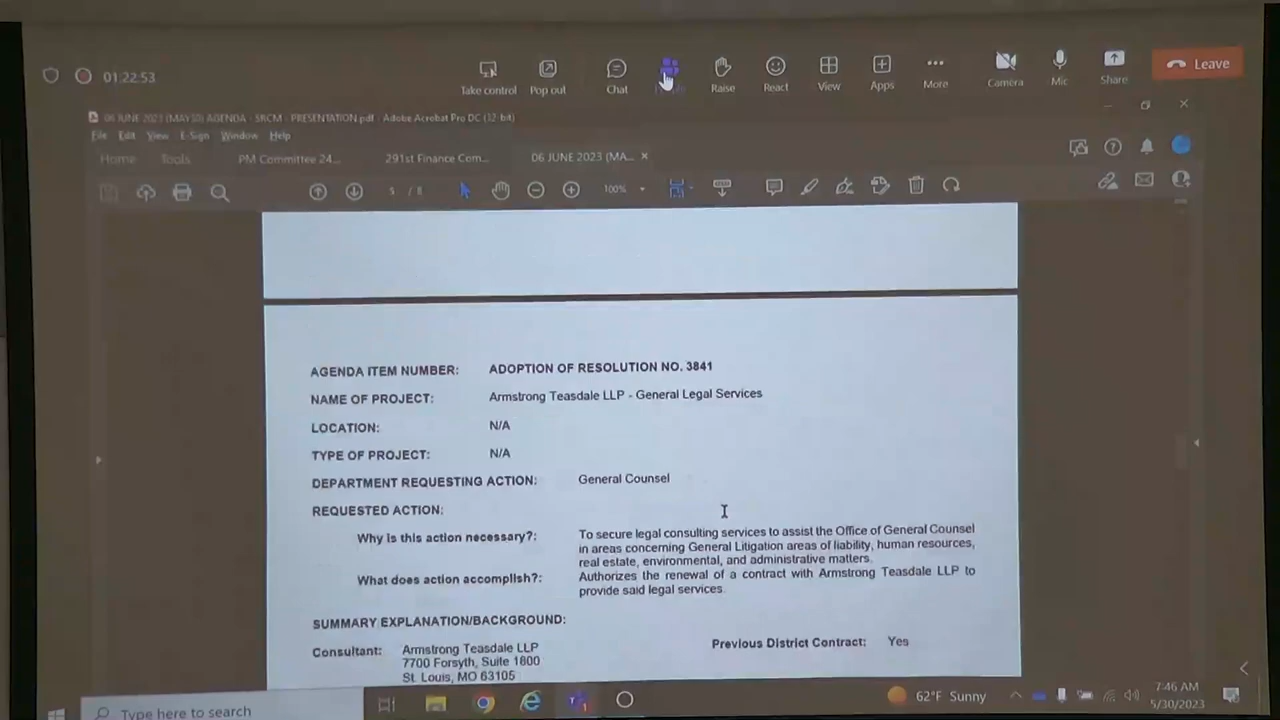 01:22:53
Take control Pop out Chat Raise React View Apps More Camera Mic Share Leave
06 JUNE 2023 (MAY30) AGENDA - SRCM - PRESENTATION.pdf - Adobe Acrobat Pro DC (32-bit)
File Edit View E-Sign Window Help
Home Tools PM Committee 24... 291st Finance Com... 06 JUNE 2023 (MA... ×
5 / 8 100%
AGENDA ITEM NUMBER: ADOPTION OF RESOLUTION NO. 3841
NAME OF PROJECT: Armstrong Teasdale LLP - General Legal Services
LOCATION: N/A
TYPE OF PROJECT: N/A
DEPARTMENT REQUESTING ACTION: General Counsel
REQUESTED ACTION:
Why is this action necessary?: To secure legal consulting services to assist the Office of General Counsel
in areas concerning General Litigation areas of liability, human resources,
real estate, environmental, and administrative matters.
What does action accomplish?: Authorizes the renewal of a contract with Armstrong Teasdale LLP to
provide said legal services.
SUMMARY EXPLANATION/BACKGROUND:
Consultant: Armstrong Teasdale LLP Previous District Contract: Yes
7700 Forsyth, Suite 1800
St. Louis, MO 63105
Type here to search 62°F Sunny 7:46 AM
5/30/2023